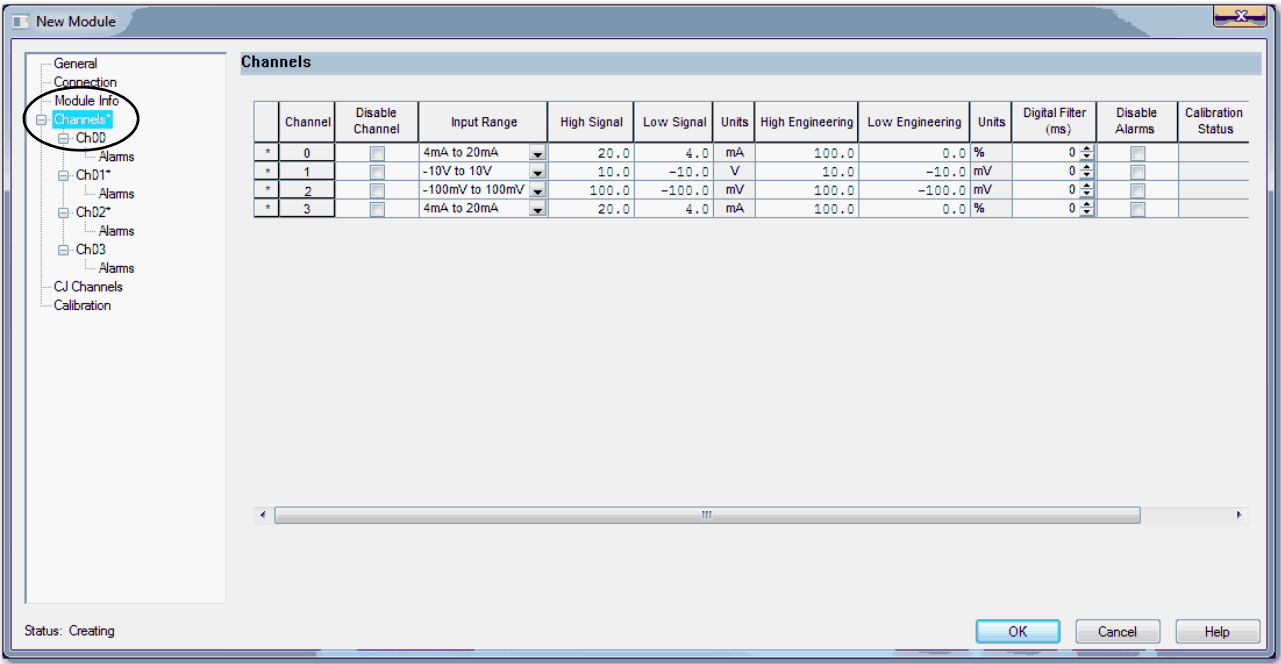 New Module
General
Connection
Module Info
Channels*
Ch00
Alarms
Ch01*
Alarms
Ch02*
Alarms
Ch03
Alarms
CJ Channels
Calibration
Channels
Channel Disable Channel Input Range High Signal Low Signal Units High Engineering Low Engineering Units Digital Filter (ms) Disable Alarms Calibration Status
* 0 4mA to 20mA 20.0 4.0 mA 100.0 0.0 % 0
* 1 -10V to 10V 10.0 -10.0 V 10.0 -10.0 mV 0
* 2 -100mV to 100mV 100.0 -100.0 mV 100.0 -100.0 mV 0
* 3 4mA to 20mA 20.0 4.0 mA 100.0 0.0 % 0
Status: Creating
OK Cancel Help